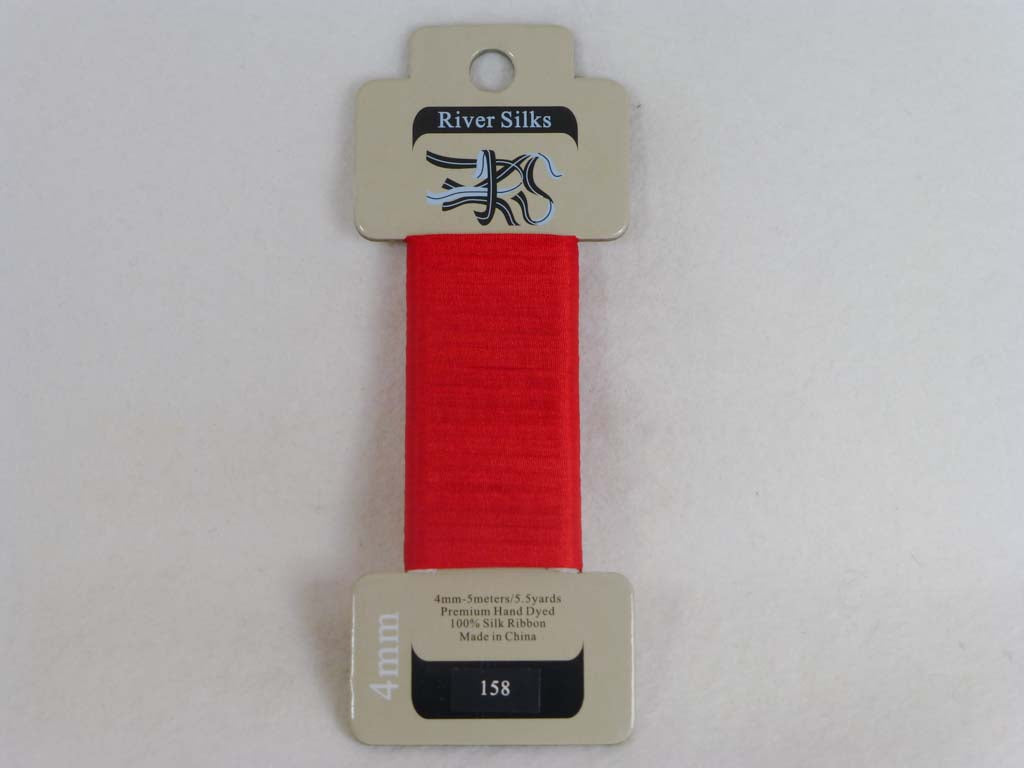 River Silks
4mm-5meters/5.5yards
Premium Hand Dyed
100% Silk Ribbon
Made in China
4mm
158